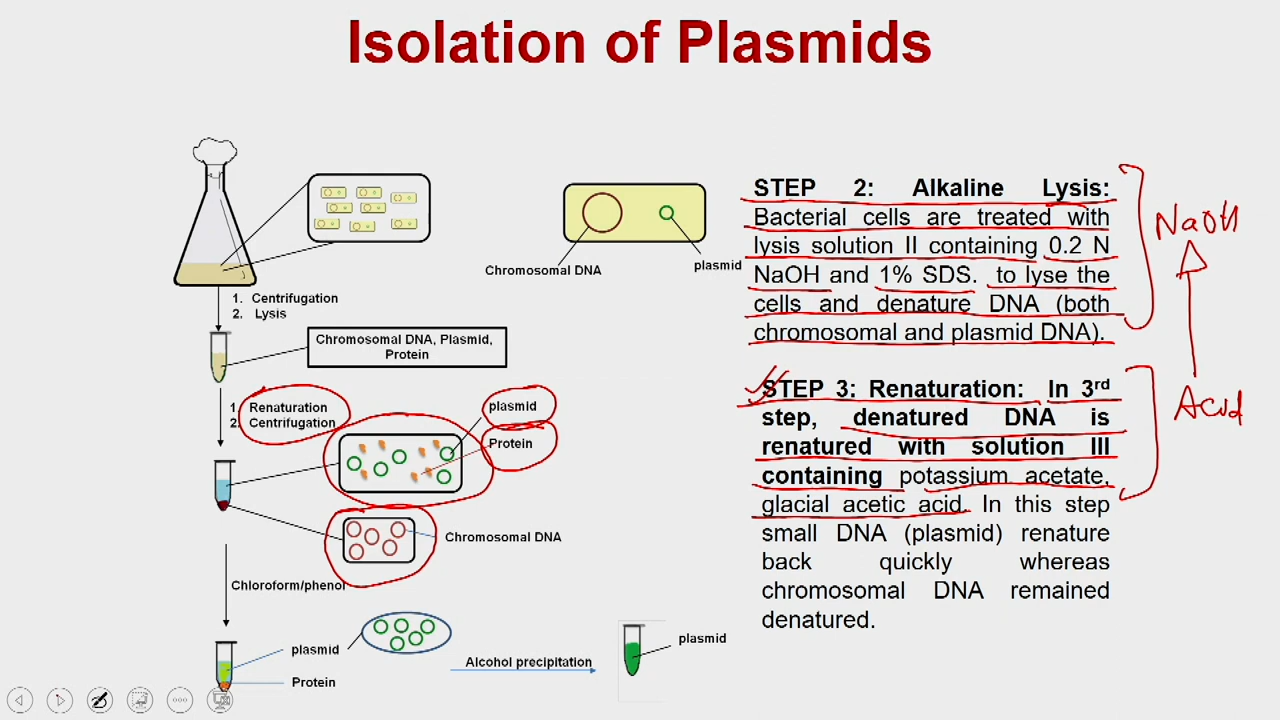 Isolation of Plasmids
Chromosomal DNA
plasmid
1. Centrifugation
2. Lysis
Chromosomal DNA, Plasmid,
Protein
1. Renaturation
2. Centrifugation
plasmid
Protein
Chromosomal DNA
Chloroform/phenol
plasmid
Protein
Alcohol precipitation
plasmid
STEP 2: Alkaline Lysis:
Bacterial cells are treated with
lysis solution II containing 0.2 N
NaOH and 1% SDS. to lyse the
cells and denature DNA (both
chromosomal and plasmid DNA).
NaOH
STEP 3: Renaturation: In 3rd
step, denatured DNA is
renatured with solution III
containing potassium acetate,
glacial acetic acid. In this step
small DNA (plasmid) renature
back quickly whereas
chromosomal DNA remained
denatured.
Acid